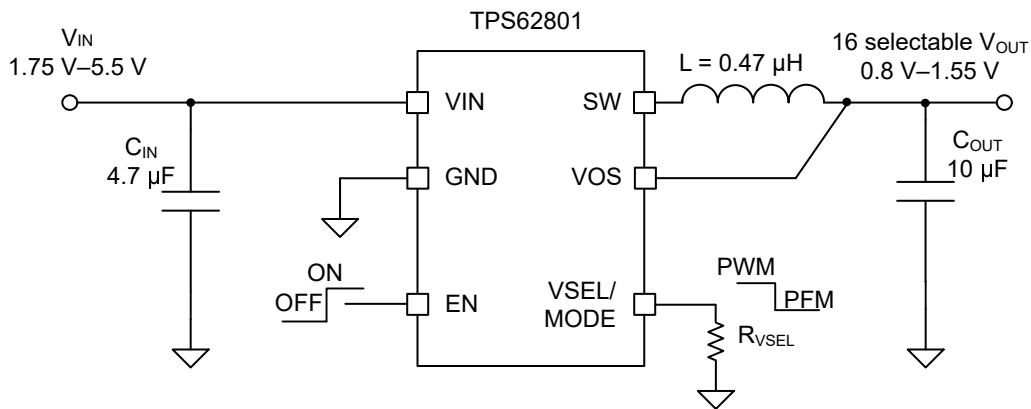 TPS62801
VIN
1.75 V–5.5 V
CIN
4.7 µF
VIN
GND
EN
ON
OFF
SW
VOS
VSEL/
MODE
L = 0.47 µH
16 selectable VOUT
0.8 V–1.55 V
COUT
10 µF
PWM
PFM
RVSEL